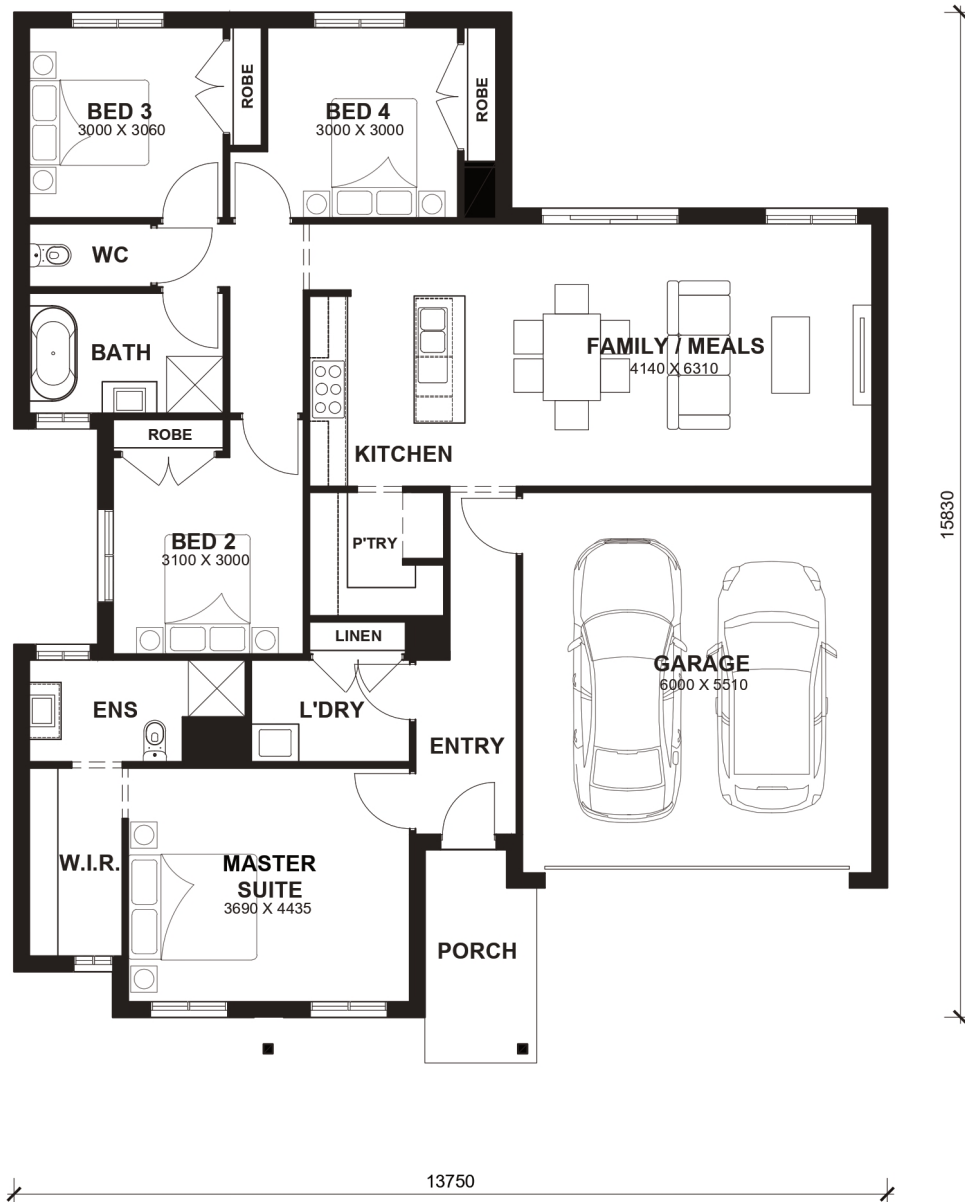 ROBE
BED 3
3000 X 3060
BED 4
3000 X 3000
ROBE
WC
BATH
FAMILY / MEALS
4140 X 6310
ROBE
KITCHEN
15830
BED 2
3100 X 3000
P'TRY
LINEN
GARAGE
6000 X 5510
ENS
L'DRY
ENTRY
W.I.R.
MASTER
SUITE
3690 X 4435
PORCH
13750